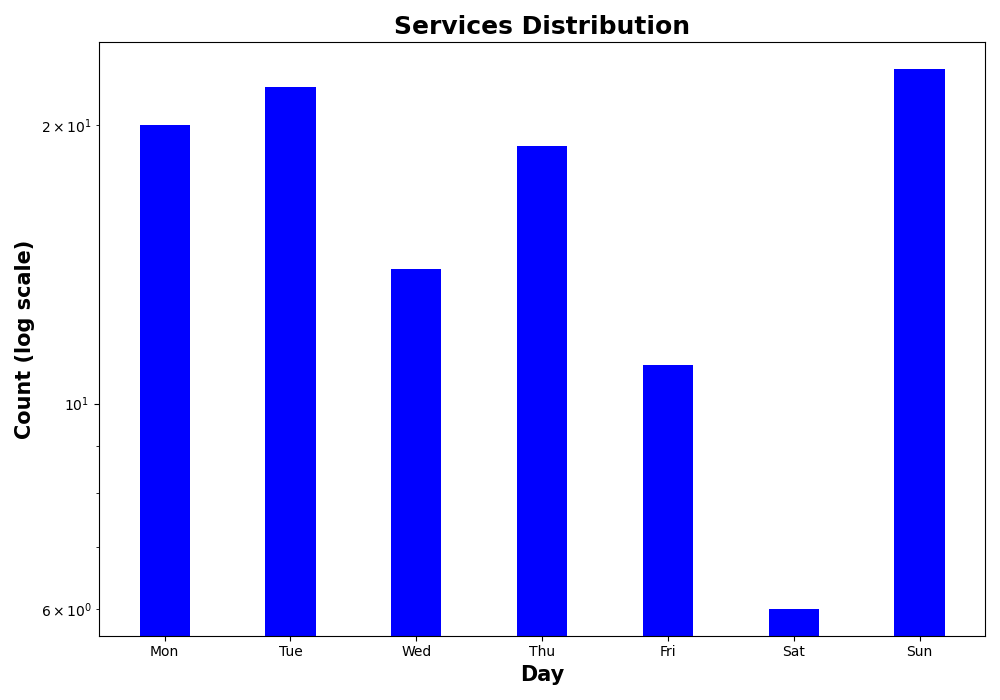 Services Distribution
Count (log scale)
2 × 10¹
10¹
6 × 10⁰
Mon Tue Wed Thu Fri Sat Sun
Day